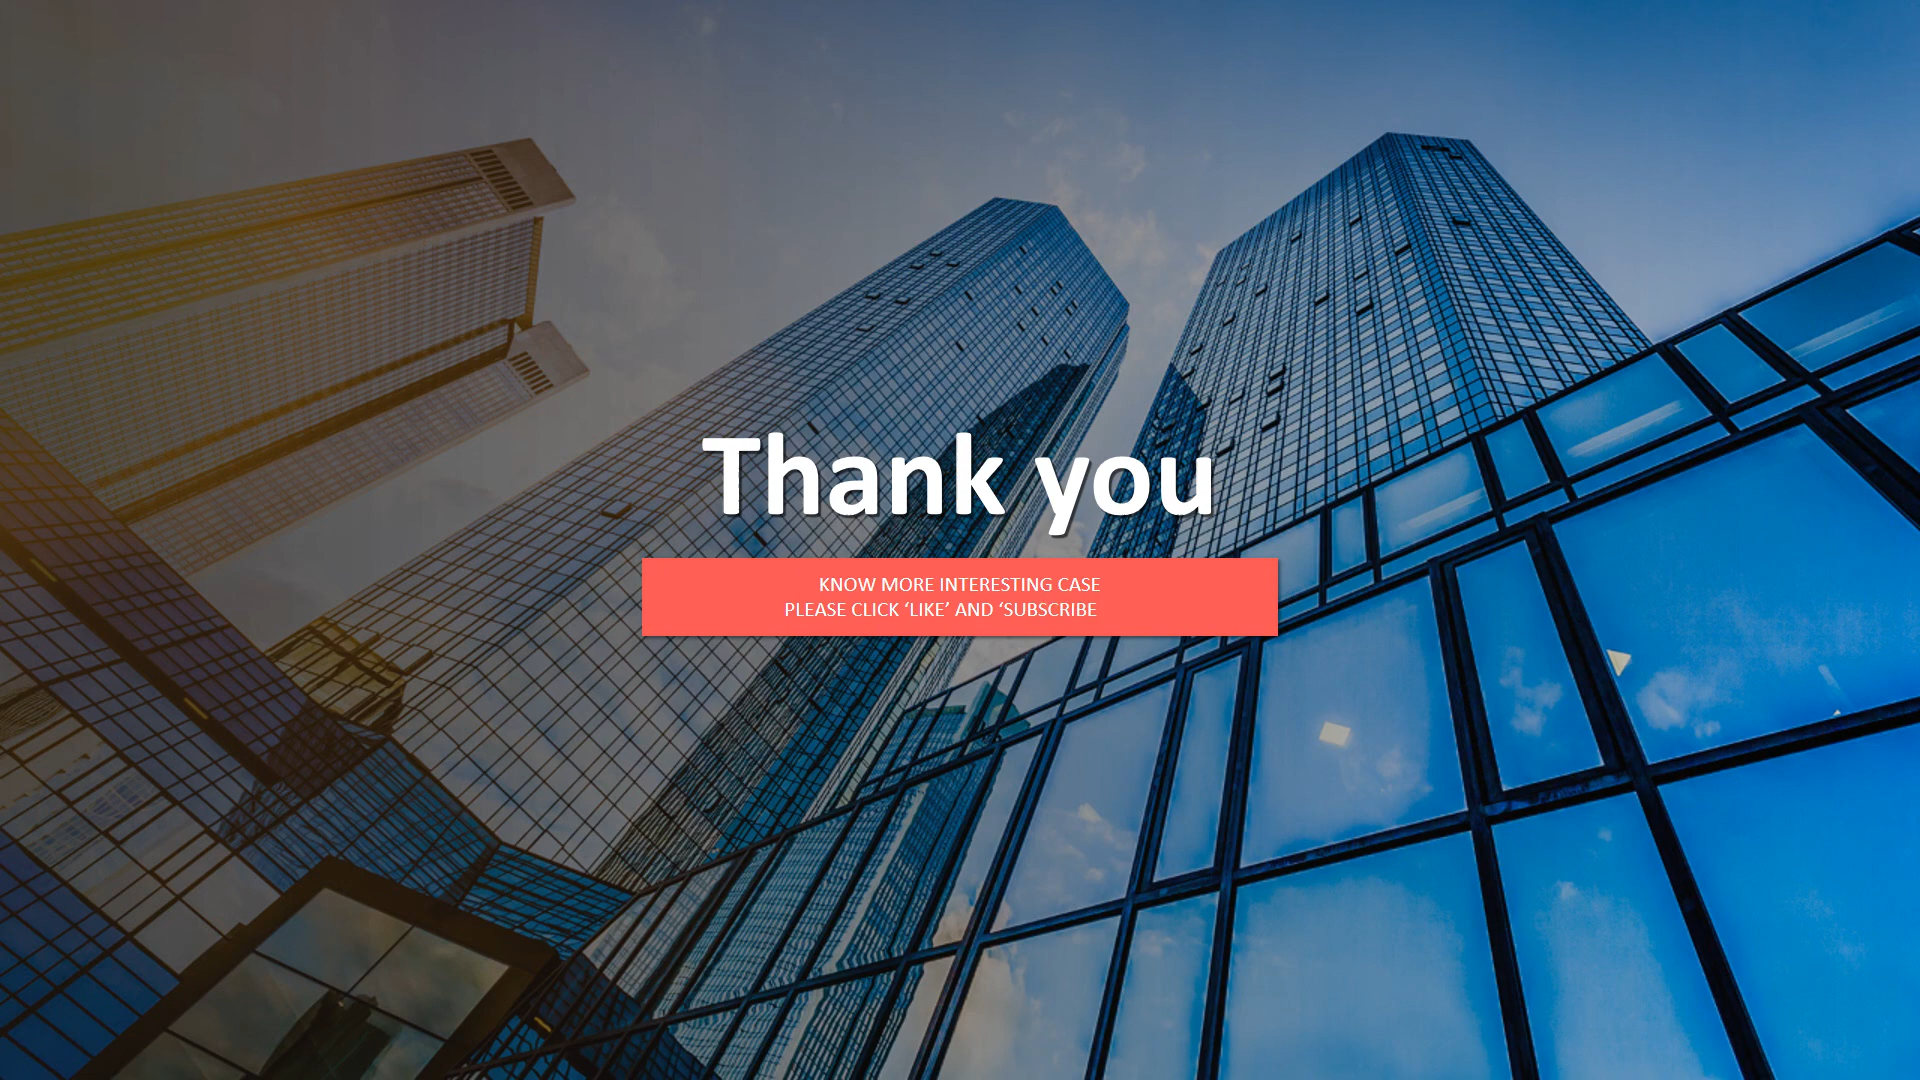 Thank you
KNOW MORE INTERESTING CASE
PLEASE CLICK ‘LIKE’ AND ‘SUBSCRIBE